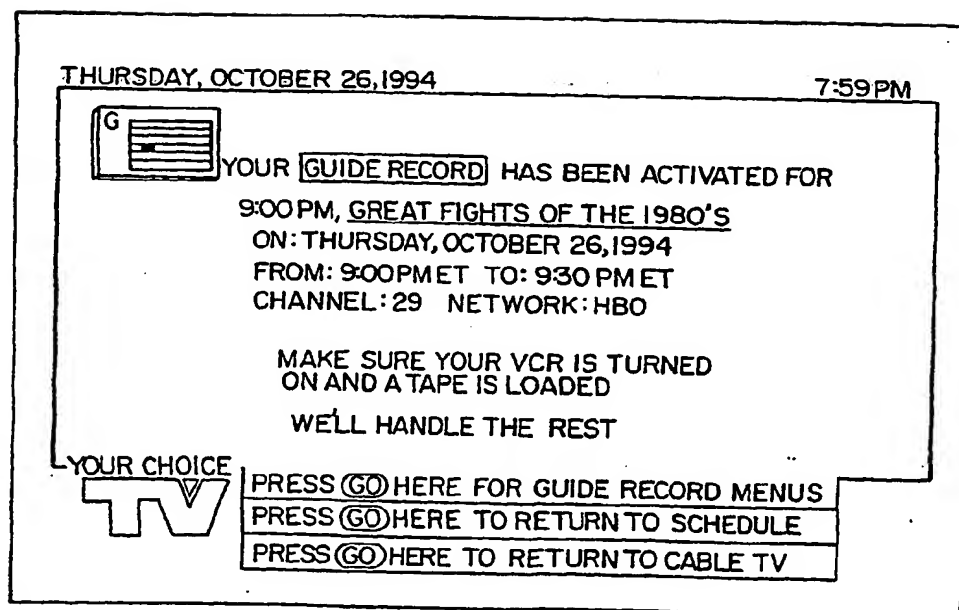 THURSDAY, OCTOBER 26,1994 7:59 PM
G
YOUR GUIDE RECORD HAS BEEN ACTIVATED FOR
9:00 PM, GREAT FIGHTS OF THE 1980'S
ON: THURSDAY, OCTOBER 26,1994
FROM: 9:00 PM ET TO: 9:30 PM ET
CHANNEL: 29 NETWORK: HBO
MAKE SURE YOUR VCR IS TURNED
ON AND A TAPE IS LOADED
WE'LL HANDLE THE REST
YOUR CHOICE
TV
PRESS GO HERE FOR GUIDE RECORD MENUS
PRESS GO HERE TO RETURN TO SCHEDULE
PRESS GO HERE TO RETURN TO CABLE TV